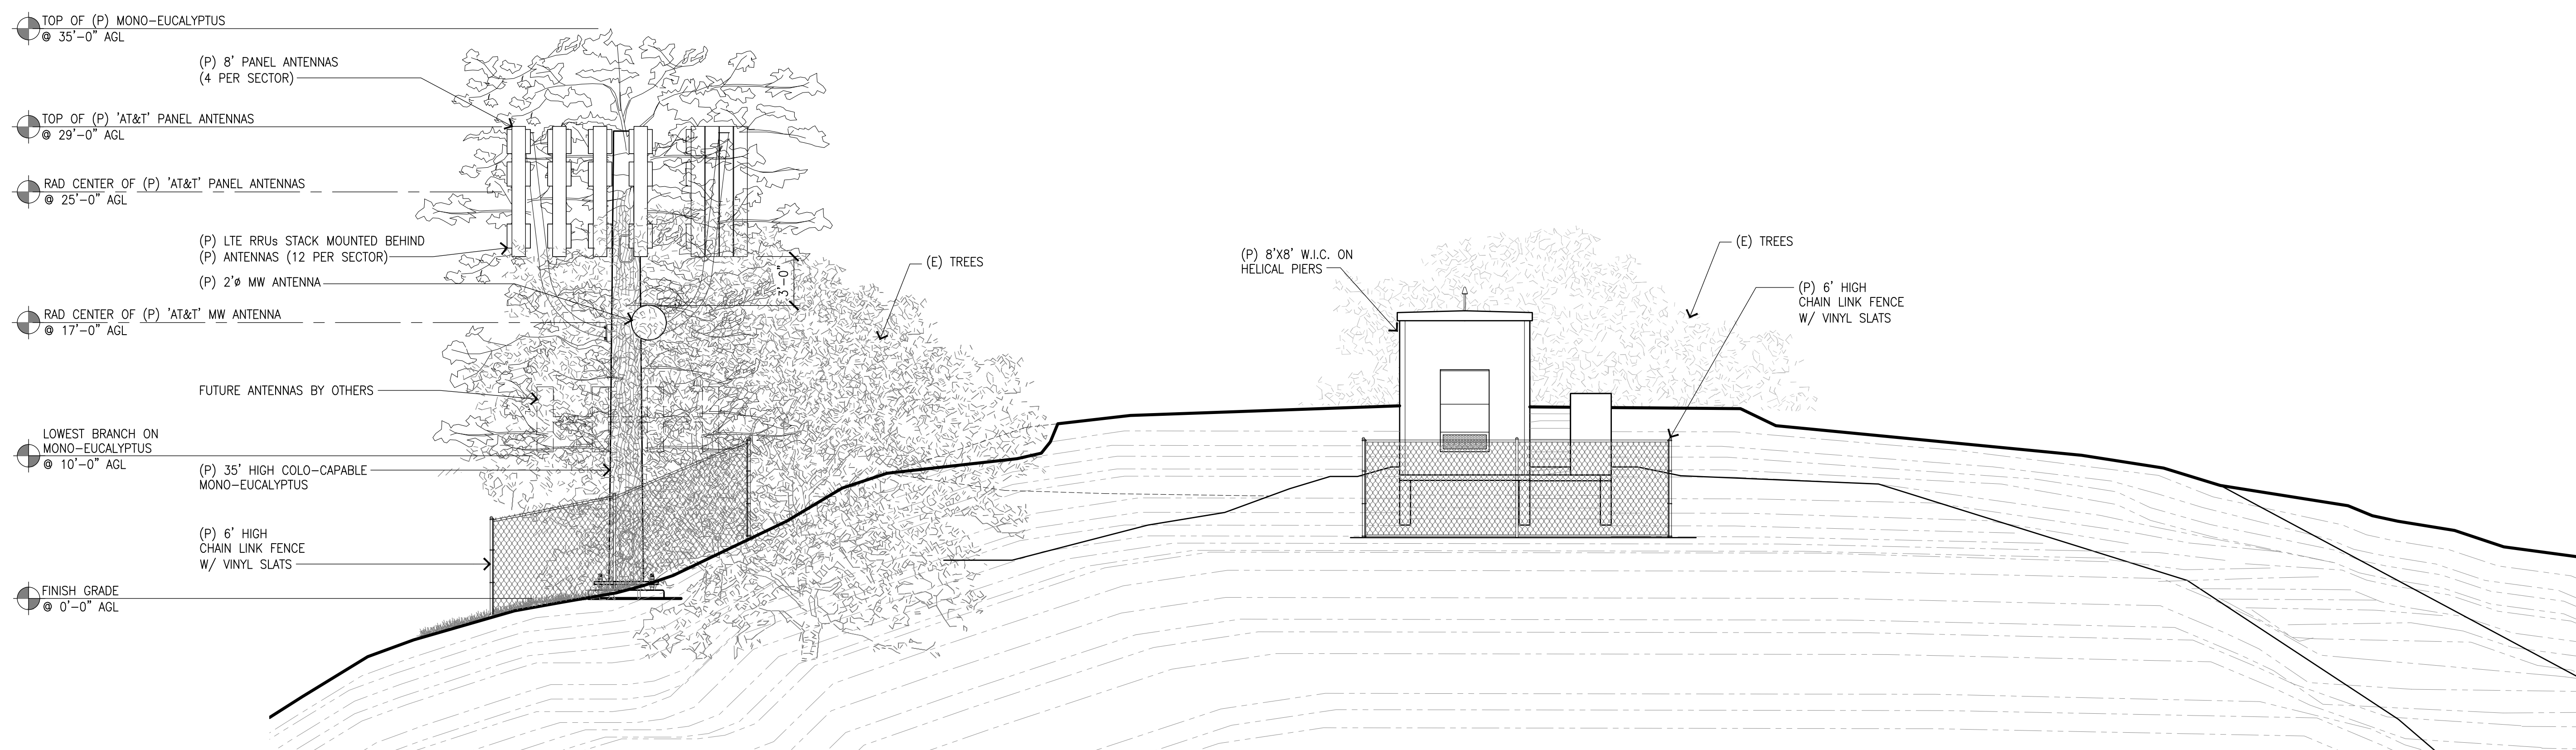 TOP OF (P) MONO-EUCALYPTUS
@ 35'-0" AGL
(P) 8' PANEL ANTENNAS
(4 PER SECTOR)
TOP OF (P) 'AT&T' PANEL ANTENNAS
@ 29'-0" AGL
RAD CENTER OF (P) 'AT&T' PANEL ANTENNAS
@ 25'-0" AGL
(P) LTE RRUs STACK MOUNTED BEHIND
(P) ANTENNAS (12 PER SECTOR)
(P) 2'ø MW ANTENNA
3'-0"
RAD CENTER OF (P) 'AT&T' MW ANTENNA
@ 17'-0" AGL
FUTURE ANTENNAS BY OTHERS
LOWEST BRANCH ON
MONO-EUCALYPTUS
@ 10'-0" AGL
(P) 35' HIGH COLO-CAPABLE
MONO-EUCALYPTUS
(P) 6' HIGH
CHAIN LINK FENCE
W/ VINYL SLATS
FINISH GRADE
@ 0'-0" AGL
(E) TREES
(P) 8'X8' W.I.C. ON
HELICAL PIERS
(E) TREES
(P) 6' HIGH
CHAIN LINK FENCE
W/ VINYL SLATS